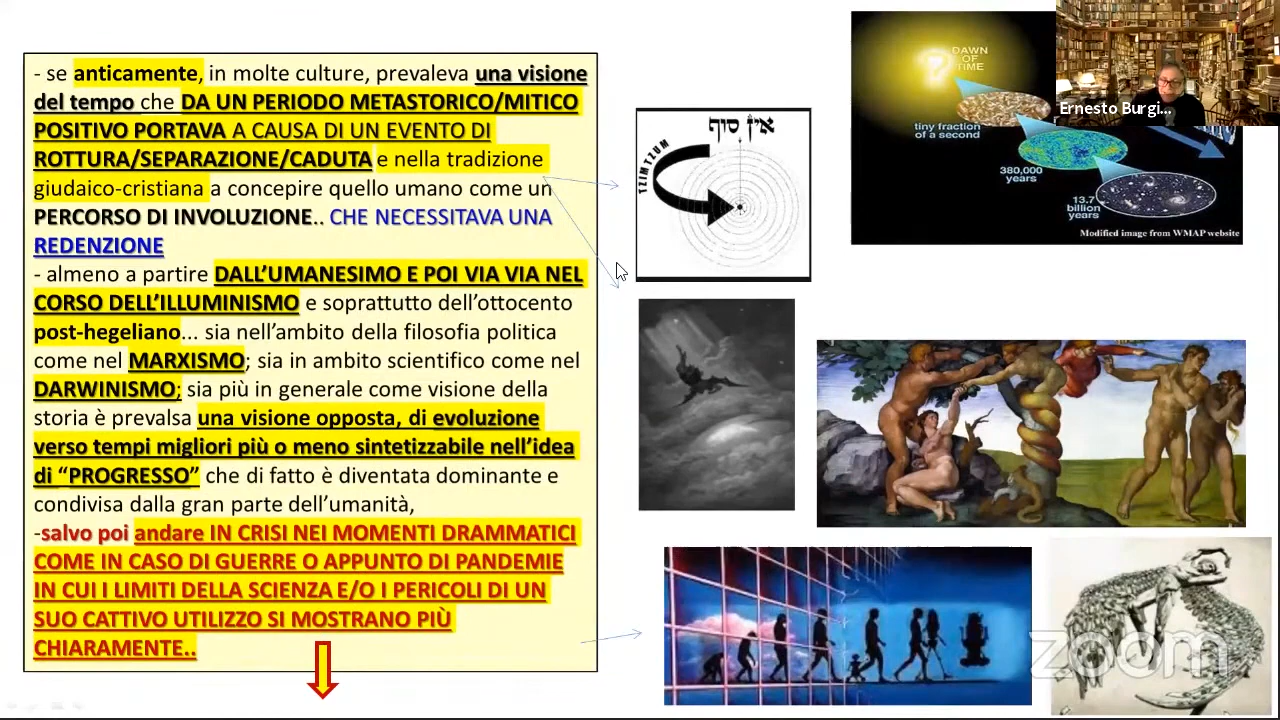 - se anticamente, in molte culture, prevaleva una visione
del tempo che DA UN PERIODO METASTORICO/MITICO
POSITIVO PORTAVA A CAUSA DI UN EVENTO DI
ROTTURA/SEPARAZIONE/CADUTA e nella tradizione
giudaico-cristiana a concepire quello umano come un
PERCORSO DI INVOLUZIONE.. CHE NECESSITAVA UNA
REDENZIONE
- almeno a partire DALL’UMANESIMO E POI VIA VIA NEL
CORSO DELL’ILLUMINISMO e soprattutto dell’ottocento
post-hegeliano... sia nell’ambito della filosofia politica
come nel MARXISMO; sia in ambito scientifico come nel
DARWINISMO; sia più in generale come visione della
storia è prevalsa una visione opposta, di evoluzione
verso tempi migliori più o meno sintetizzabile nell’idea
di “PROGRESSO” che di fatto è diventata dominante e
condivisa dalla gran parte dell’umanità,
-salvo poi andare IN CRISI NEI MOMENTI DRAMMATICI
COME IN CASO DI GUERRE O APPUNTO DI PANDEMIE
IN CUI I LIMITI DELLA SCIENZA E/O I PERICOLI DI UN
SUO CATTIVO UTILIZZO SI MOSTRANO PIÙ
CHIARAMENTE..
אין סוף
TZIMTZUM
?
DAWN
OF
TIME
tiny fraction
of a second
380,000
years
13.7
billion
years
Modified image from WMAP website
Ernesto Burgi...
zoom